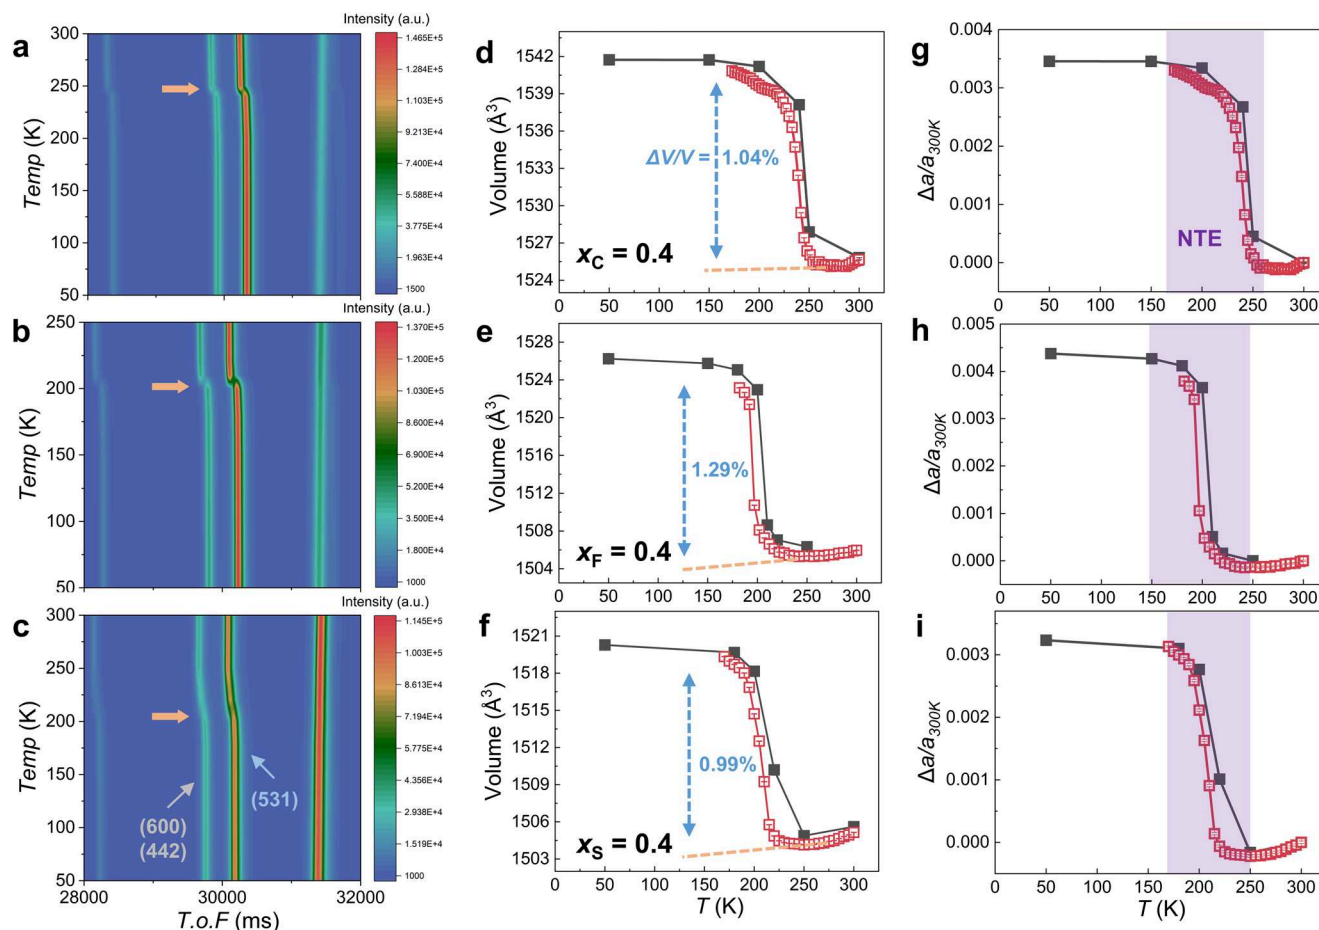 a
Temp (K)
300
250
200
150
100
50
Intensity (a.u.)
1.465E+5
1.283E+5
1.103E+5
9.213E+4
7.400E+4
5.588E+4
3.775E+4
1.963E+4
1500
28000
30000
32000
b
Temp (K)
250
200
150
100
50
1.370E+5
1.200E+5
1.030E+5
8.600E+4
6.900E+4
5.200E+4
3.500E+4
1.800E+4
1000
c
Temp (K)
300
250
200
150
100
50
(600)
(442)
(531)
Intensity (a.u.)
1.145E+5
1.003E+5
8.613E+4
7.194E+4
5.775E+4
4.356E+4
2.938E+4
1.519E+4
1000
28000
30000
32000
T.o.F (ms)
d
Volume (Å3)
1542
1539
1536
1533
1530
1527
1524
ΔV/V = 1.04%
xC = 0.4
0 50 100 150 200 250 300
e
Volume (Å3)
1528
1524
1520
1516
1512
1508
1504
1.29%
xF = 0.4
0 50 100 150 200 250 300
f
Volume (Å3)
1521
1518
1515
1512
1509
1506
1503
0.99%
xS = 0.4
0 50 100 150 200 250 300
T (K)
g
Δa/a300K
0.004
0.003
0.002
0.001
0.000
NTE
0 50 100 150 200 250 300
h
Δa/a300K
0.005
0.004
0.003
0.002
0.001
0.000
0 50 100 150 200 250 300
i
Δa/a300K
0.003
0.002
0.001
0.000
0 50 100 150 200 250 300
T (K)